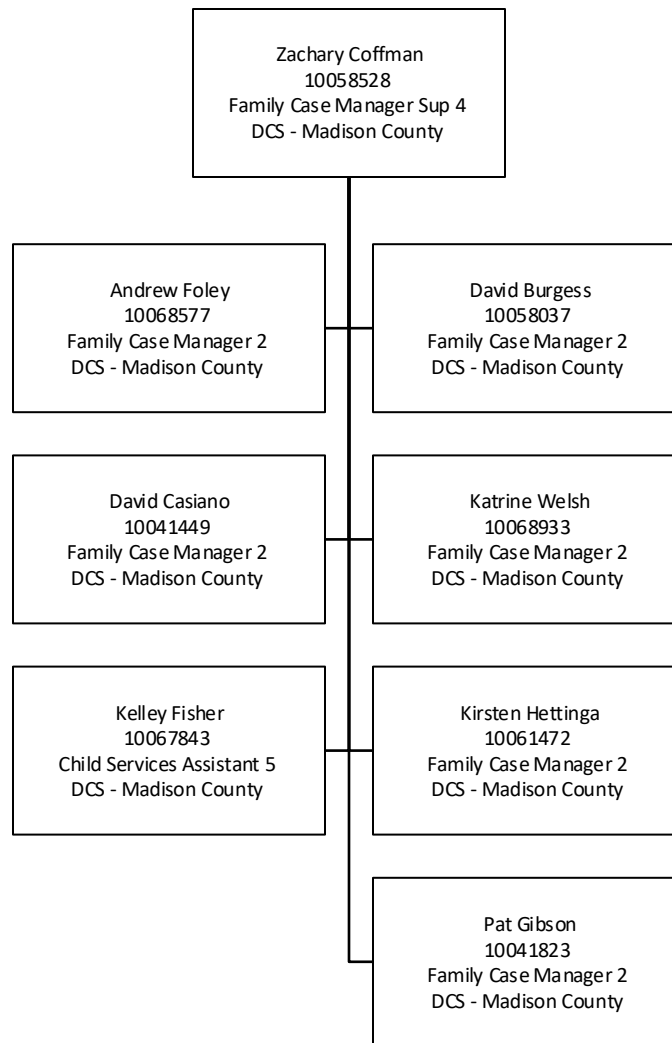 Zachary Coffman
10058528
Family Case Manager Sup 4
DCS - Madison County
Andrew Foley
10068577
Family Case Manager 2
DCS - Madison County
David Burgess
10058037
Family Case Manager 2
DCS - Madison County
David Casiano
10041449
Family Case Manager 2
DCS - Madison County
Katrine Welsh
10068933
Family Case Manager 2
DCS - Madison County
Kelley Fisher
10067843
Child Services Assistant 5
DCS - Madison County
Kirsten Hettinga
10061472
Family Case Manager 2
DCS - Madison County
Pat Gibson
10041823
Family Case Manager 2
DCS - Madison County